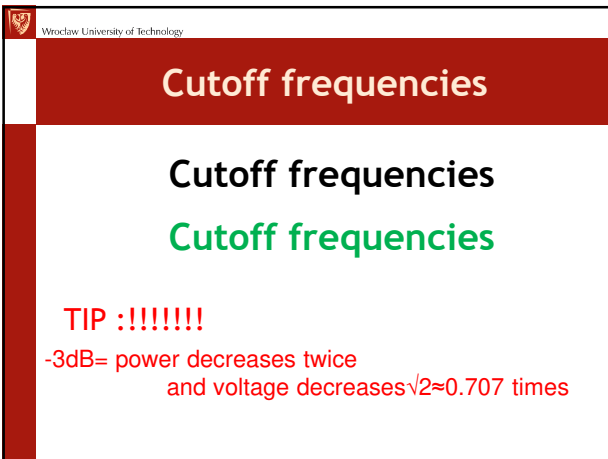 Wrocław University of Technology
Cutoff frequencies
Cutoff frequencies
Cutoff frequencies
TIP :!!!!!!!
-3dB= power decreases twice
and voltage decreases√2≈0.707 times